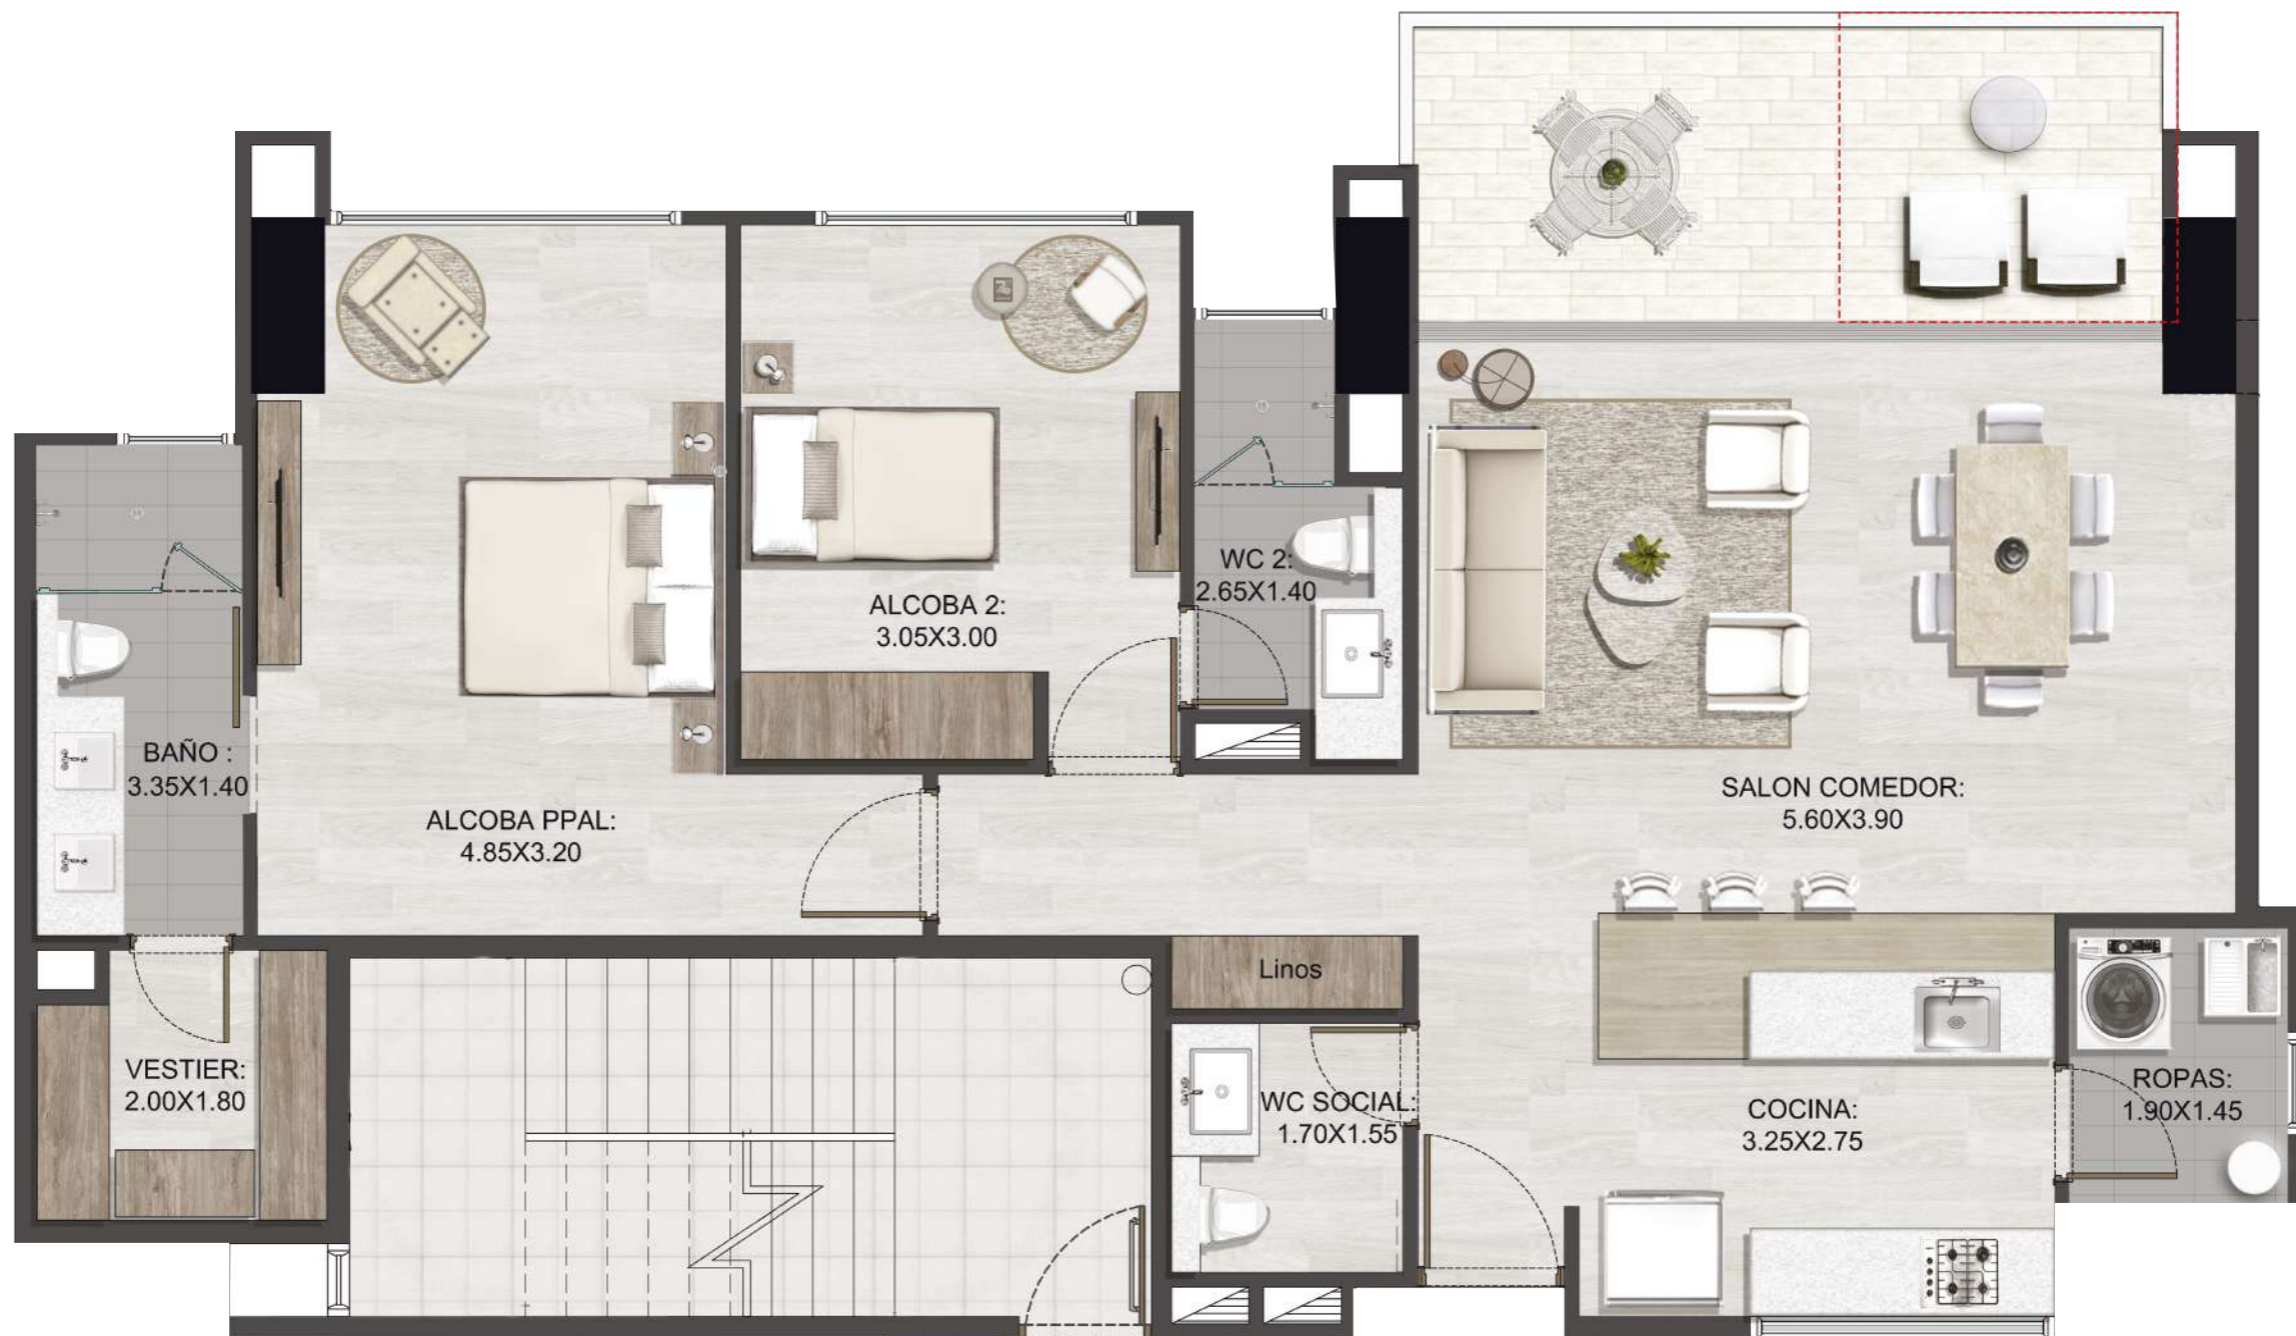 WC 2:
2.65X1.40
ALCOBA 2:
3.05X3.00
BAÑO :
3.35X1.40
ALCOBA PPAL:
4.85X3.20
SALON COMEDOR:
5.60X3.90
Linos
VESTIER:
2.00X1.80
WC SOCIAL:
1.70X1.55
COCINA:
3.25X2.75
ROPAS:
1.90X1.45